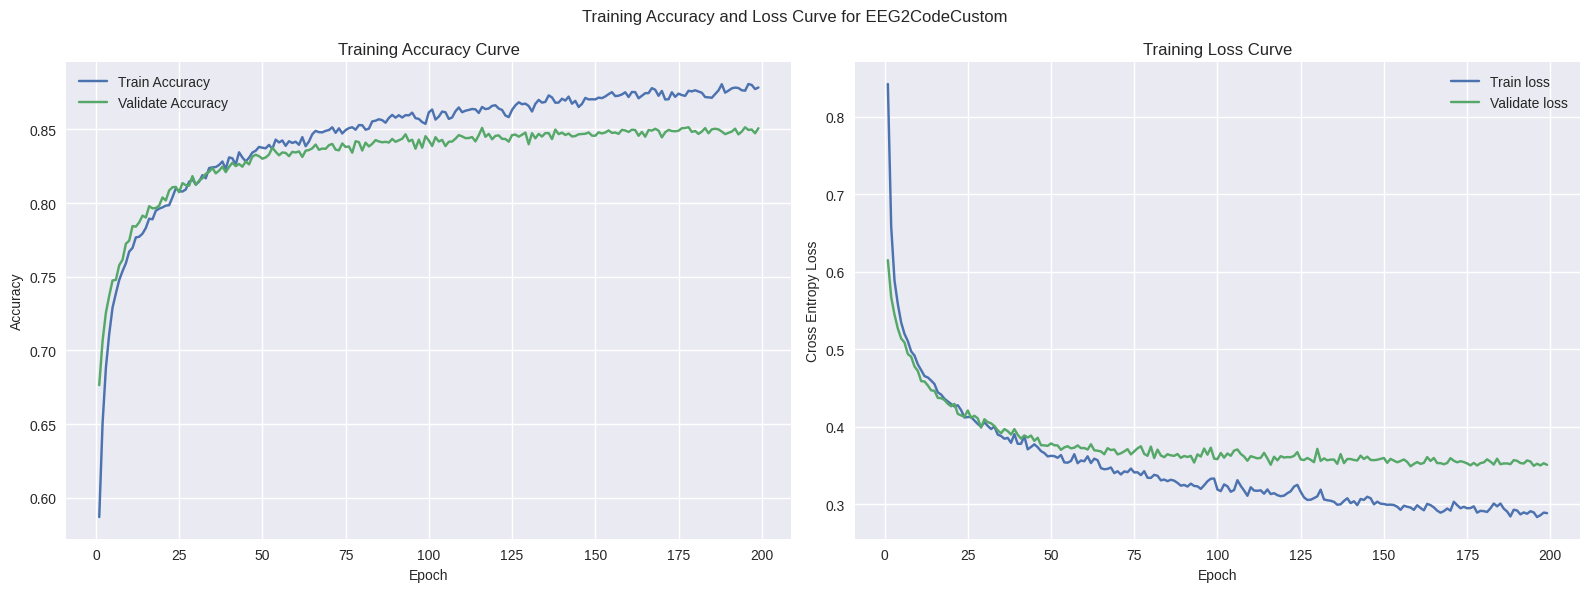 Training Accuracy and Loss Curve for EEG2CodeCustom
Training Accuracy Curve
Train Accuracy
Validate Accuracy
Accuracy
0.85
0.80
0.75
0.70
0.65
0.60
0
25
50
75
100
125
150
175
200
Epoch
Training Loss Curve
Train loss
Validate loss
Cross Entropy Loss
0.8
0.7
0.6
0.5
0.4
0.3
0
25
50
75
100
125
150
175
200
Epoch